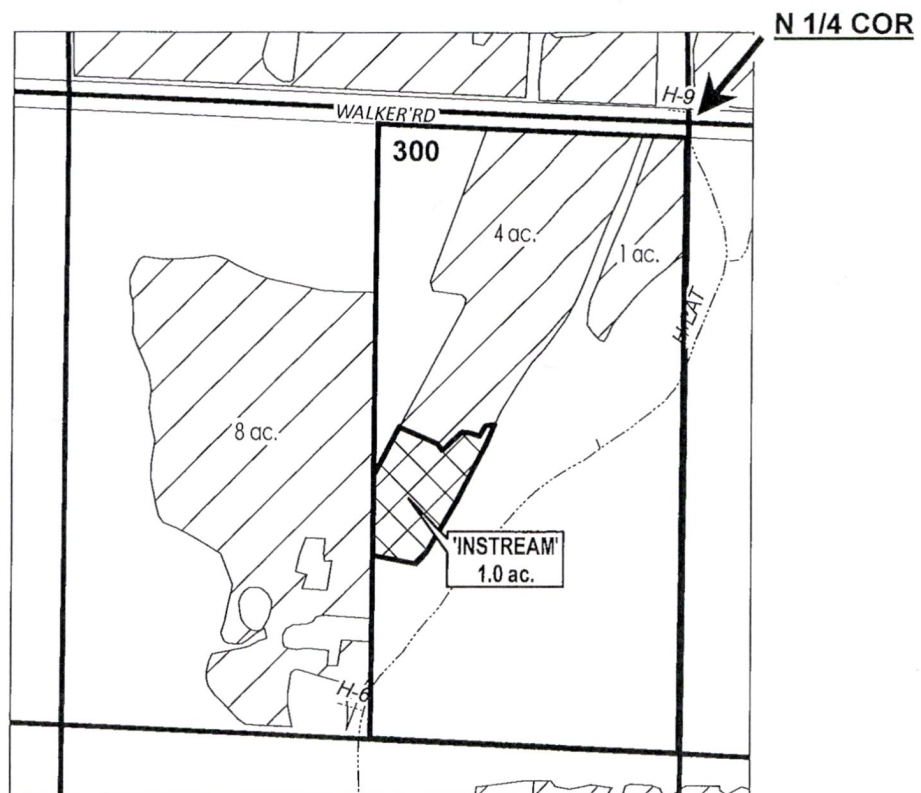 N 1/4 COR
H-9
WALKER RD
300
4 ac.
1 ac.
H-LAT
8 ac.
'INSTREAM'
1.0 ac.
H-6